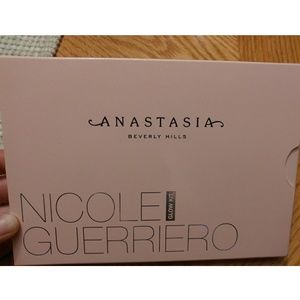 ANASTASIA
BEVERLY HILLS
NICOLE
GLOW KIT
GUERRIERO